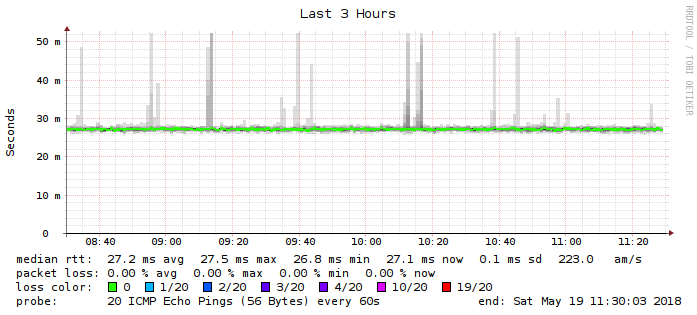 Last 3 Hours
RRDTOOL / TOBI OETIKER
Seconds
50 m
40 m
30 m
20 m
10 m
0
08:40 09:00 09:20 09:40 10:00 10:20 10:40 11:00 11:20
median rtt: 27.2 ms avg 27.5 ms max 26.8 ms min 27.1 ms now 0.1 ms sd 223.0 am/s
packet loss: 0.00 % avg 0.00 % max 0.00 % min 0.00 % now
loss color: 0 1/20 2/20 3/20 4/20 10/20 19/20
probe: 20 ICMP Echo Pings (56 Bytes) every 60s end: Sat May 19 11:30:03 2018